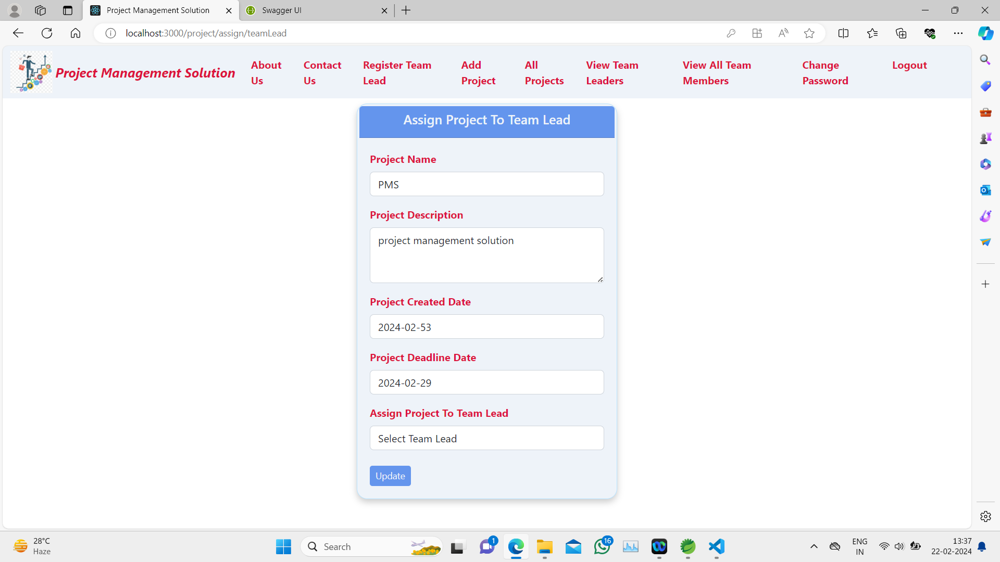 Project Management Solution
Swagger UI
localhost:3000/project/assign/teamLead
Project Management Solution
About
Us
Contact
Us
Register Team
Lead
Add
Project
All
Projects
View Team
Leaders
View All Team
Members
Change
Password
Logout
Assign Project To Team Lead
Project Name
PMS
Project Description
project management solution
Project Created Date
2024-02-53
Project Deadline Date
2024-02-29
Assign Project To Team Lead
Select Team Lead
Update
28°C
Haze
Search
1
16
ENG
IN
13:37
22-02-2024